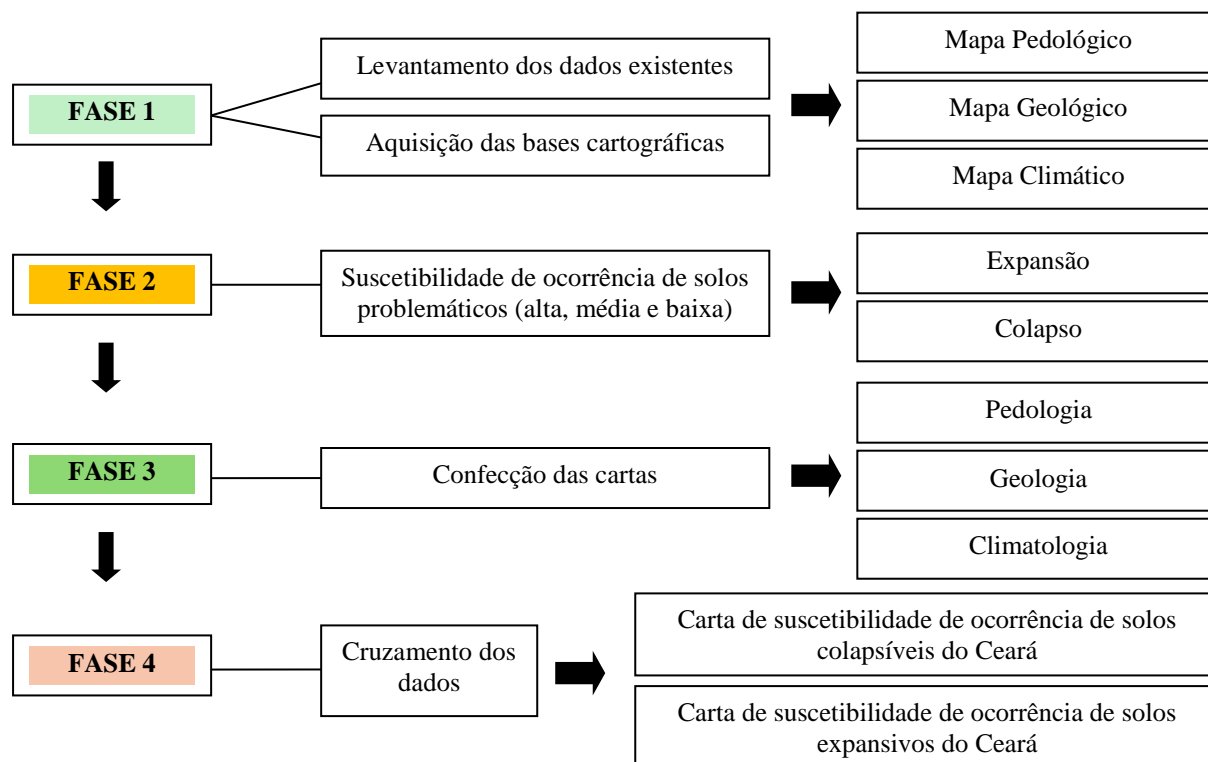 FASE 1
Levantamento dos dados existentes
Aquisição das bases cartográficas
Mapa Pedológico
Mapa Geológico
Mapa Climático
FASE 2
Suscetibilidade de ocorrência de solos
problemáticos (alta, média e baixa)
Expansão
Colapso
FASE 3
Confecção das cartas
Pedologia
Geologia
Climatologia
FASE 4
Cruzamento dos
dados
Carta de suscetibilidade de ocorrência de solos
colapsíveis do Ceará
Carta de suscetibilidade de ocorrência de solos
expansivos do Ceará